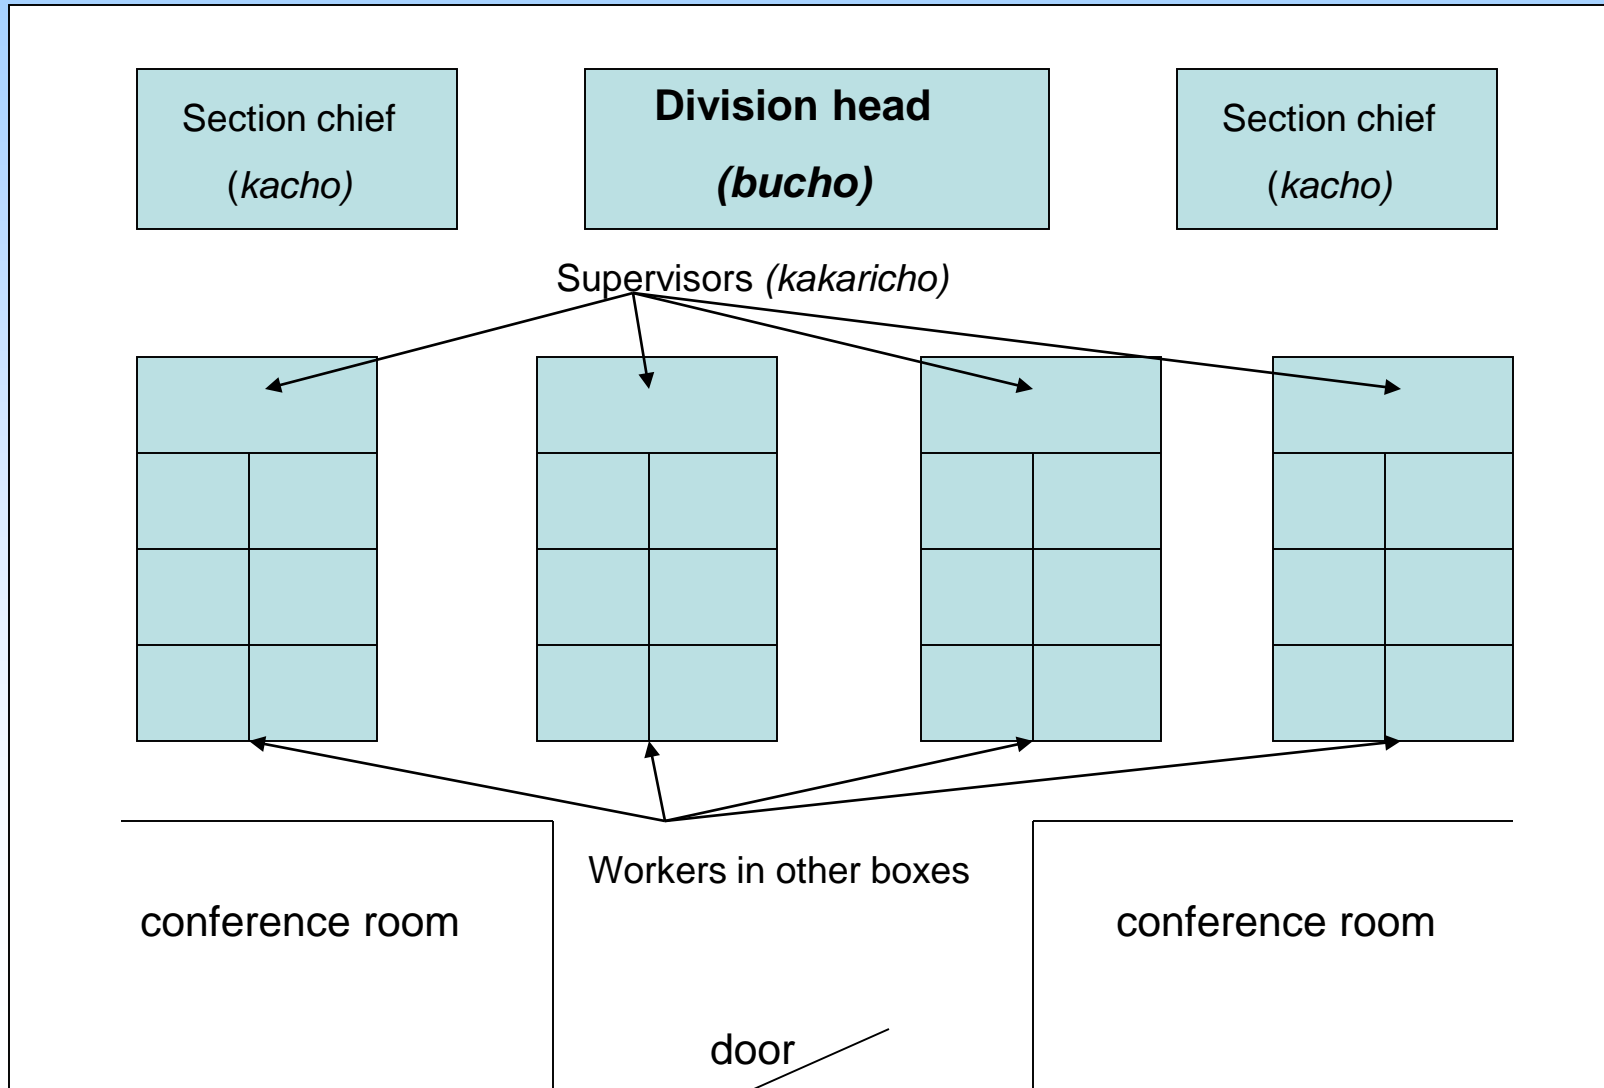 Section chief
(kacho)
Division head
(bucho)
Section chief
(kacho)
Supervisors (kakaricho)
Workers in other boxes
conference room
conference room
door